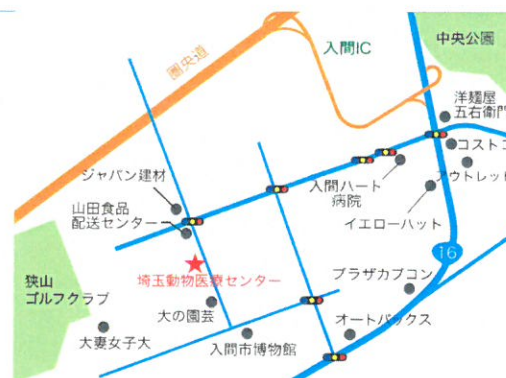 中央公園
入間IC
圏央道
洋麺屋
五右衛門
コストコ
アウトレット
ジャパン建材
入間ハート
病院
山田食品
配送センター
イエローハット
16
埼玉動物医療センター
狭山
ゴルフクラブ
プラザカプコン
大の園芸
大妻女子大
入間市博物館
オートバックス